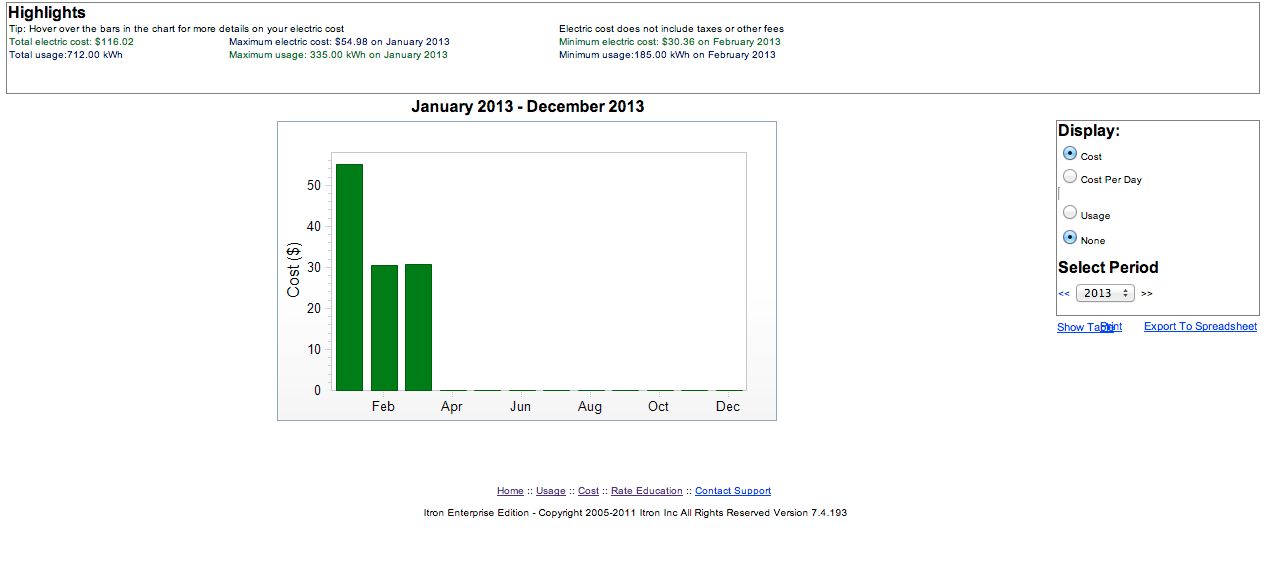 Highlights
Tip: Hover over the bars in the chart for more details on your electric cost Electric cost does not include taxes or other fees
Total electric cost: $116.02 Maximum electric cost: $54.98 on January 2013 Minimum electric cost: $30.36 on February 2013
Total usage:712.00 kWh Maximum usage: 335.00 kWh on January 2013 Minimum usage:185.00 kWh on February 2013
January 2013 - December 2013
Cost ($)
50
40
30
20
10
0
Feb Apr Jun Aug Oct Dec
Display:
Cost
Cost Per Day
Usage
None
Select Period
<< 2013 >>
Show Table Print Export To Spreadsheet
Home :: Usage :: Cost :: Rate Education :: Contact Support
Itron Enterprise Edition - Copyright 2005-2011 Itron Inc All Rights Reserved Version 7.4.193